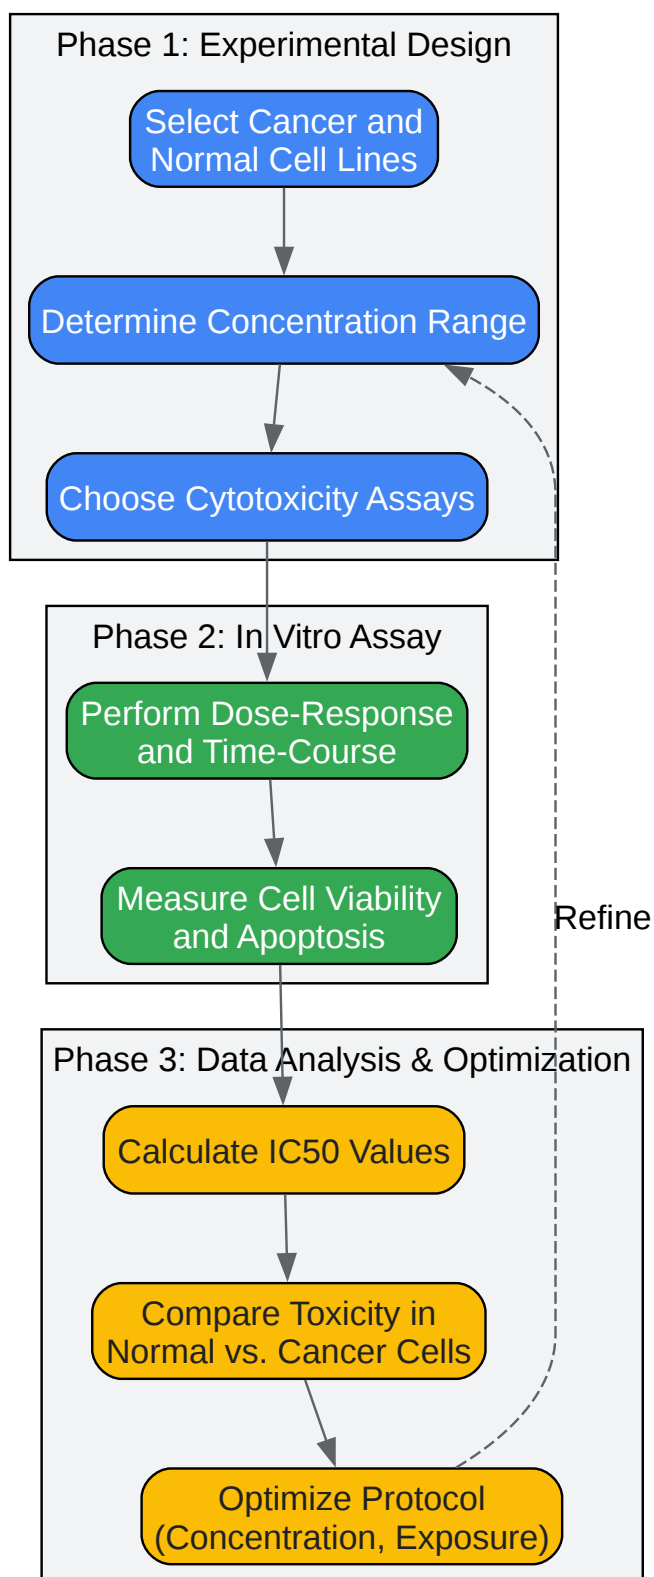 Phase 1: Experimental Design
Select Cancer and
Normal Cell Lines
Determine Concentration Range
Choose Cytotoxicity Assays
Phase 2: In Vitro Assay
Perform Dose-Response
and Time-Course
Measure Cell Viability
and Apoptosis
Refine
Phase 3: Data Analysis & Optimization
Calculate IC50 Values
Compare Toxicity in
Normal vs. Cancer Cells
Optimize Protocol
(Concentration, Exposure)